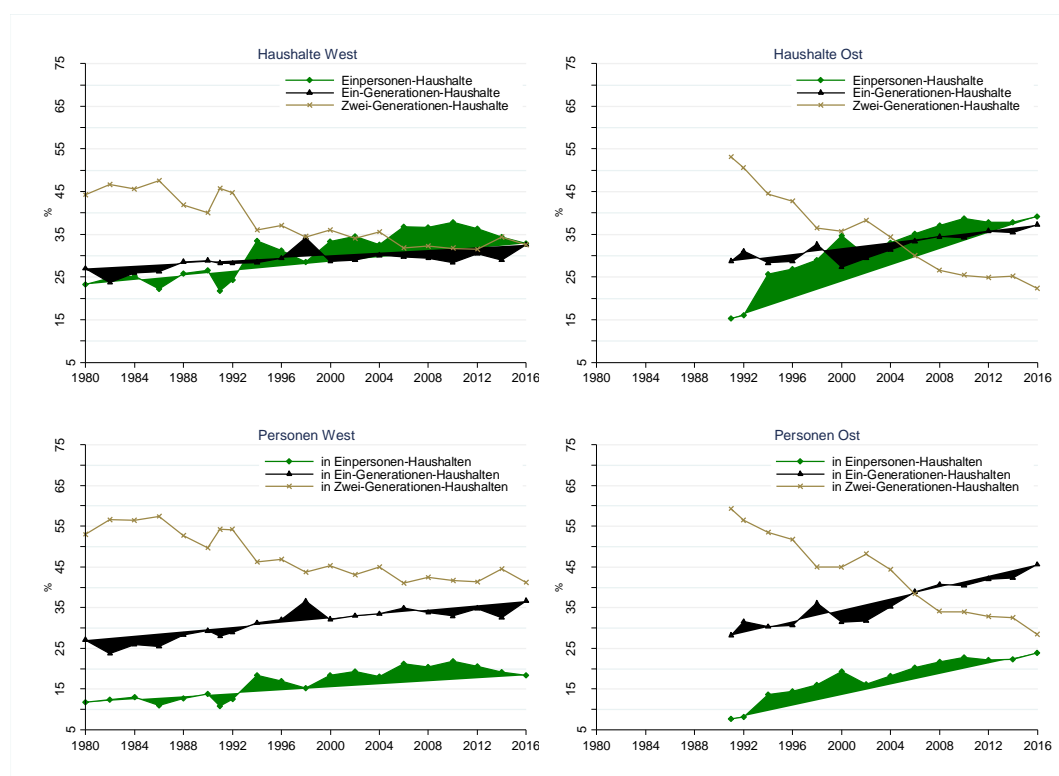 Haushalte West
75
65
55
45
35
25
15
5
%
Einpersonen-Haushalte
Ein-Generationen-Haushalte
Zwei-Generationen-Haushalte
1980 1984 1988 1992 1996 2000 2004 2008 2012 2016
Haushalte Ost
75
65
55
45
35
25
15
5
%
Einpersonen-Haushalte
Ein-Generationen-Haushalte
Zwei-Generationen-Haushalte
1980 1984 1988 1992 1996 2000 2004 2008 2012 2016
Personen West
75
65
55
45
35
25
15
5
%
in Einpersonen-Haushalten
in Ein-Generationen-Haushalten
in Zwei-Generationen-Haushalten
1980 1984 1988 1992 1996 2000 2004 2008 2012 2016
Personen Ost
75
65
55
45
35
25
15
5
%
in Einpersonen-Haushalten
in Ein-Generationen-Haushalten
in Zwei-Generationen-Haushalten
1980 1984 1988 1992 1996 2000 2004 2008 2012 2016